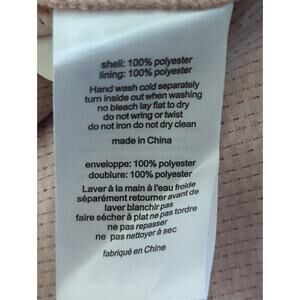 shell: 100% polyester
lining: 100% polyester
Hand wash cold separately
turn inside out when washing
no bleach lay flat to dry
do not wring or twist
do not iron do not dry clean
made in China
enveloppe: 100% polyester
doublure: 100% polyester
Laver à la main à l'eau froide
séparément retourner avant de
laver blanchir pas
faire sécher à plat ne pas tordre
ne pas repasser
ne pas nettoyer à sec
fabriqué en Chine